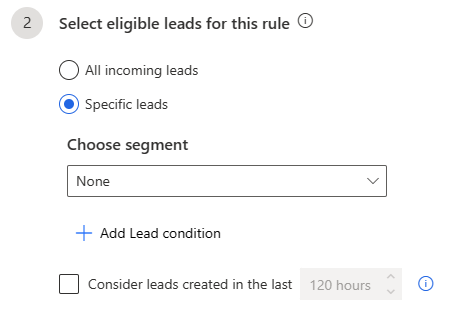 2 Select eligible leads for this rule
All incoming leads
Specific leads
Choose segment
None
Add Lead condition
Consider leads created in the last 120 hours